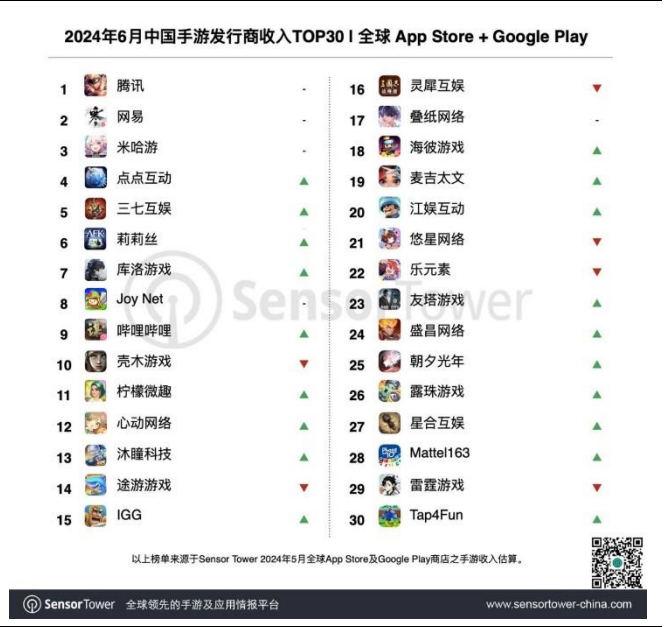 2024年6月中国手游发行商收入TOP30 | 全球 App Store + Google Play
1 腾讯 -
2 网易 -
3 米哈游 -
4 点点互动 ▲
5 三七互娱 ▲
6 莉莉丝 ▲
7 库洛游戏 ▲
8 Joy Net -
9 哔哩哔哩 ▲
10 壳木游戏 ▼
11 柠檬微趣 ▲
12 心动网络 ▲
13 沐瞳科技 ▲
14 途游游戏 ▼
15 IGG ▲
16 灵犀互娱 ▼
17 叠纸网络 -
18 海彼游戏 ▲
19 麦吉太文 ▲
20 江娱互动 ▲
21 悠星网络 ▼
22 乐元素 ▼
23 友塔游戏 ▲
24 盛昌网络 ▲
25 朝夕光年 ▲
26 露珠游戏 ▲
27 星合互娱 ▲
28 Mattel163 ▲
29 雷霆游戏 ▼
30 Tap4Fun ▲
SensorTower
以上榜单来源于Sensor Tower 2024年5月全球App Store及Google Play商店之手游收入估算。
SensorTower 全球领先的手游及应用情报平台
www.sensortower-china.com